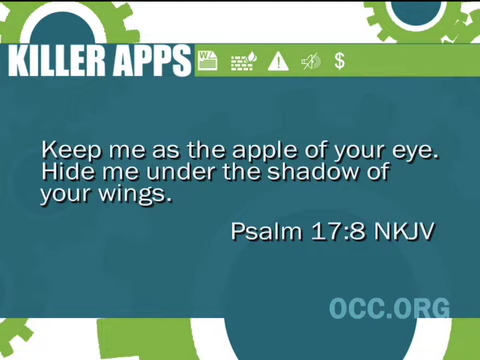 KILLER APPS W $
Keep me as the apple of your eye.
Hide me under the shadow of
your wings.
Psalm 17:8 NKJV
OCC.ORG